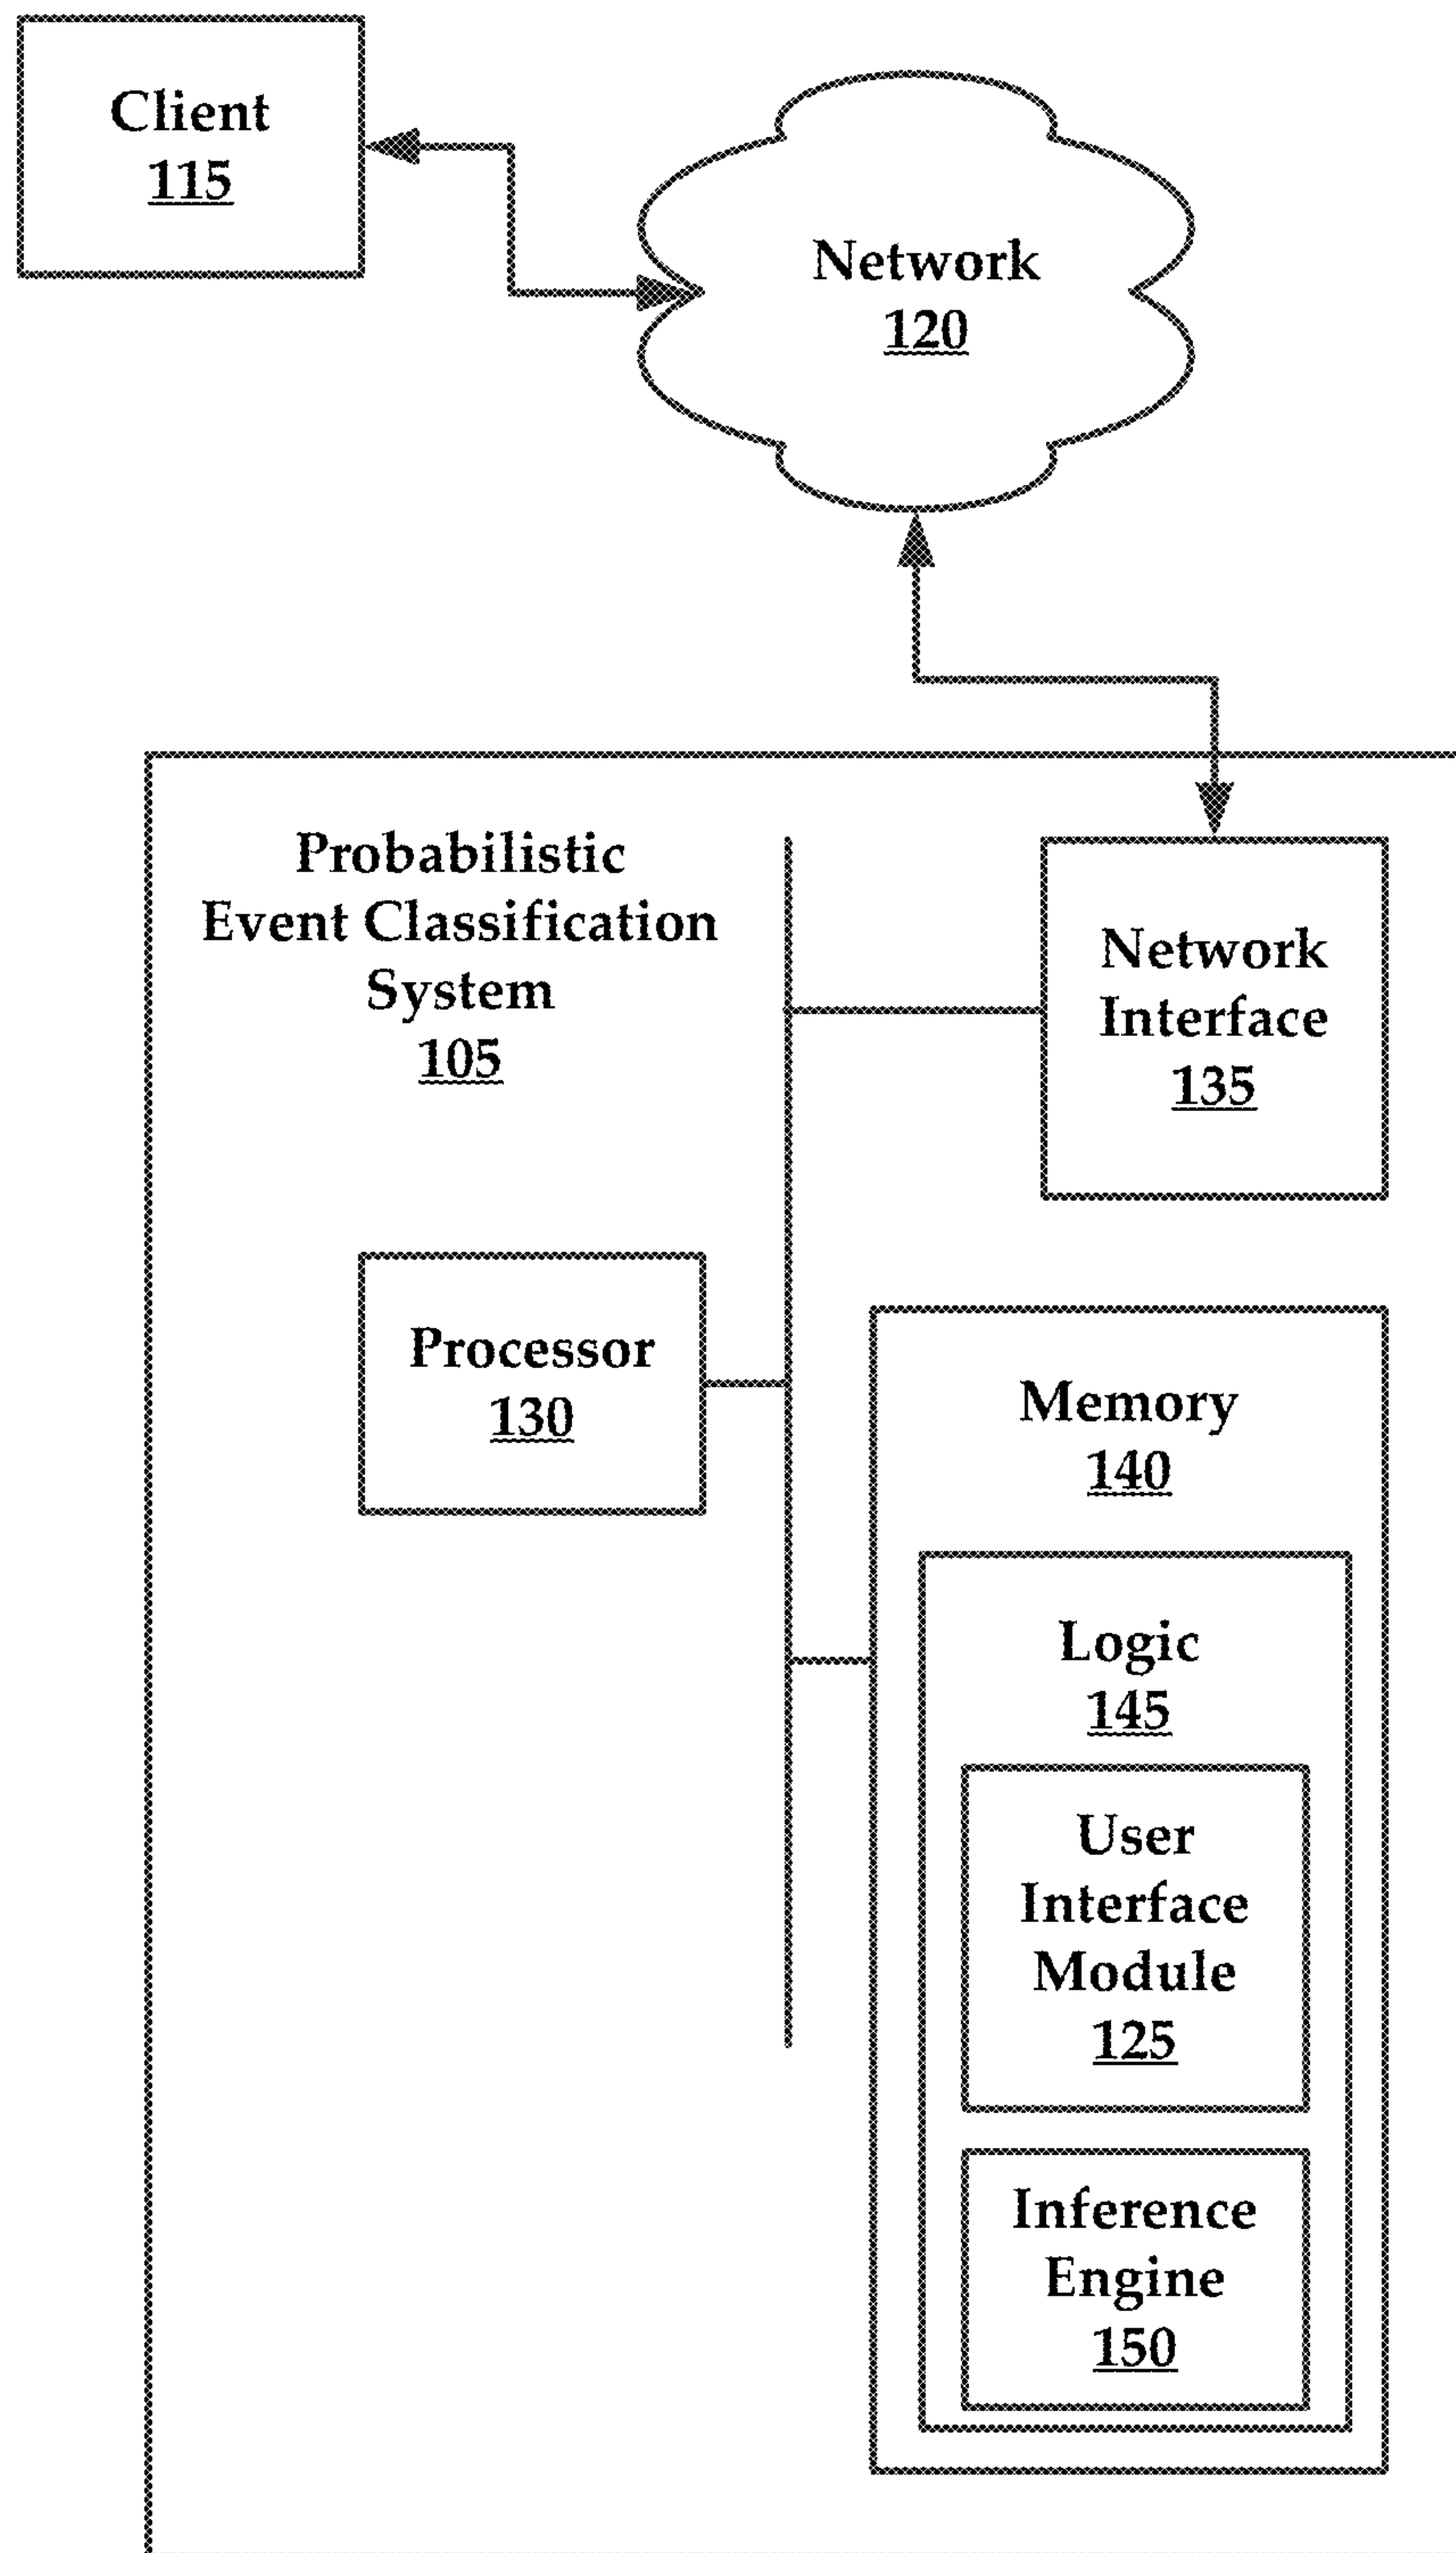 Client
115
Network
120
Probabilistic
Event Classification
System
105
Network
Interface
135
Processor
130
Memory
140
Logic
145
User
Interface
Module
125
Inference
Engine
150